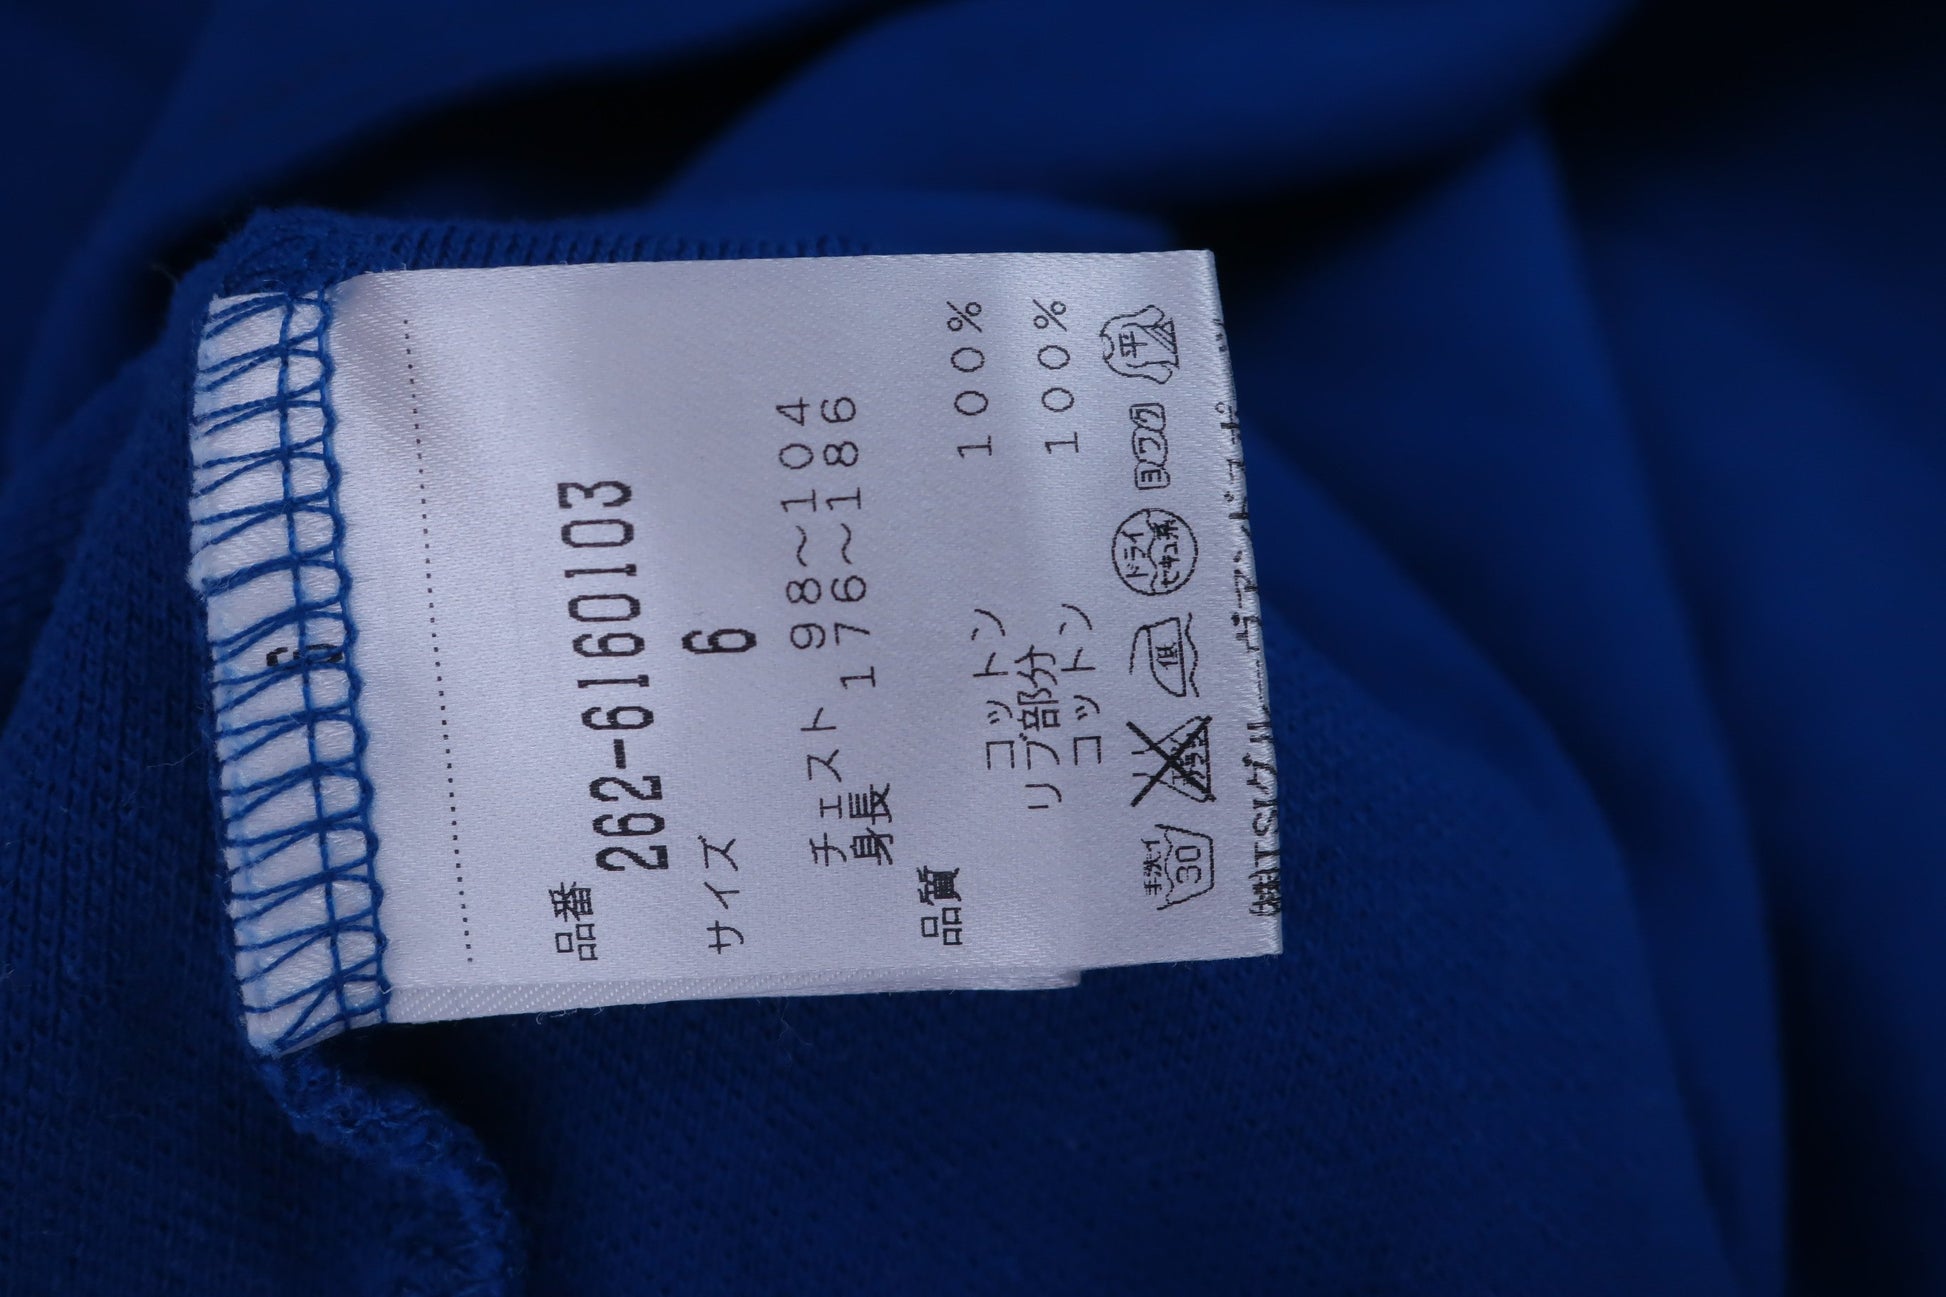 品番
262-6160103
サイズ 6
チェスト 98〜104
身長 176〜186
品質
コットン 100%
リブ部分
コットン 100%
手洗イ 30 低 ドライ セキユ系 ヨワク 平